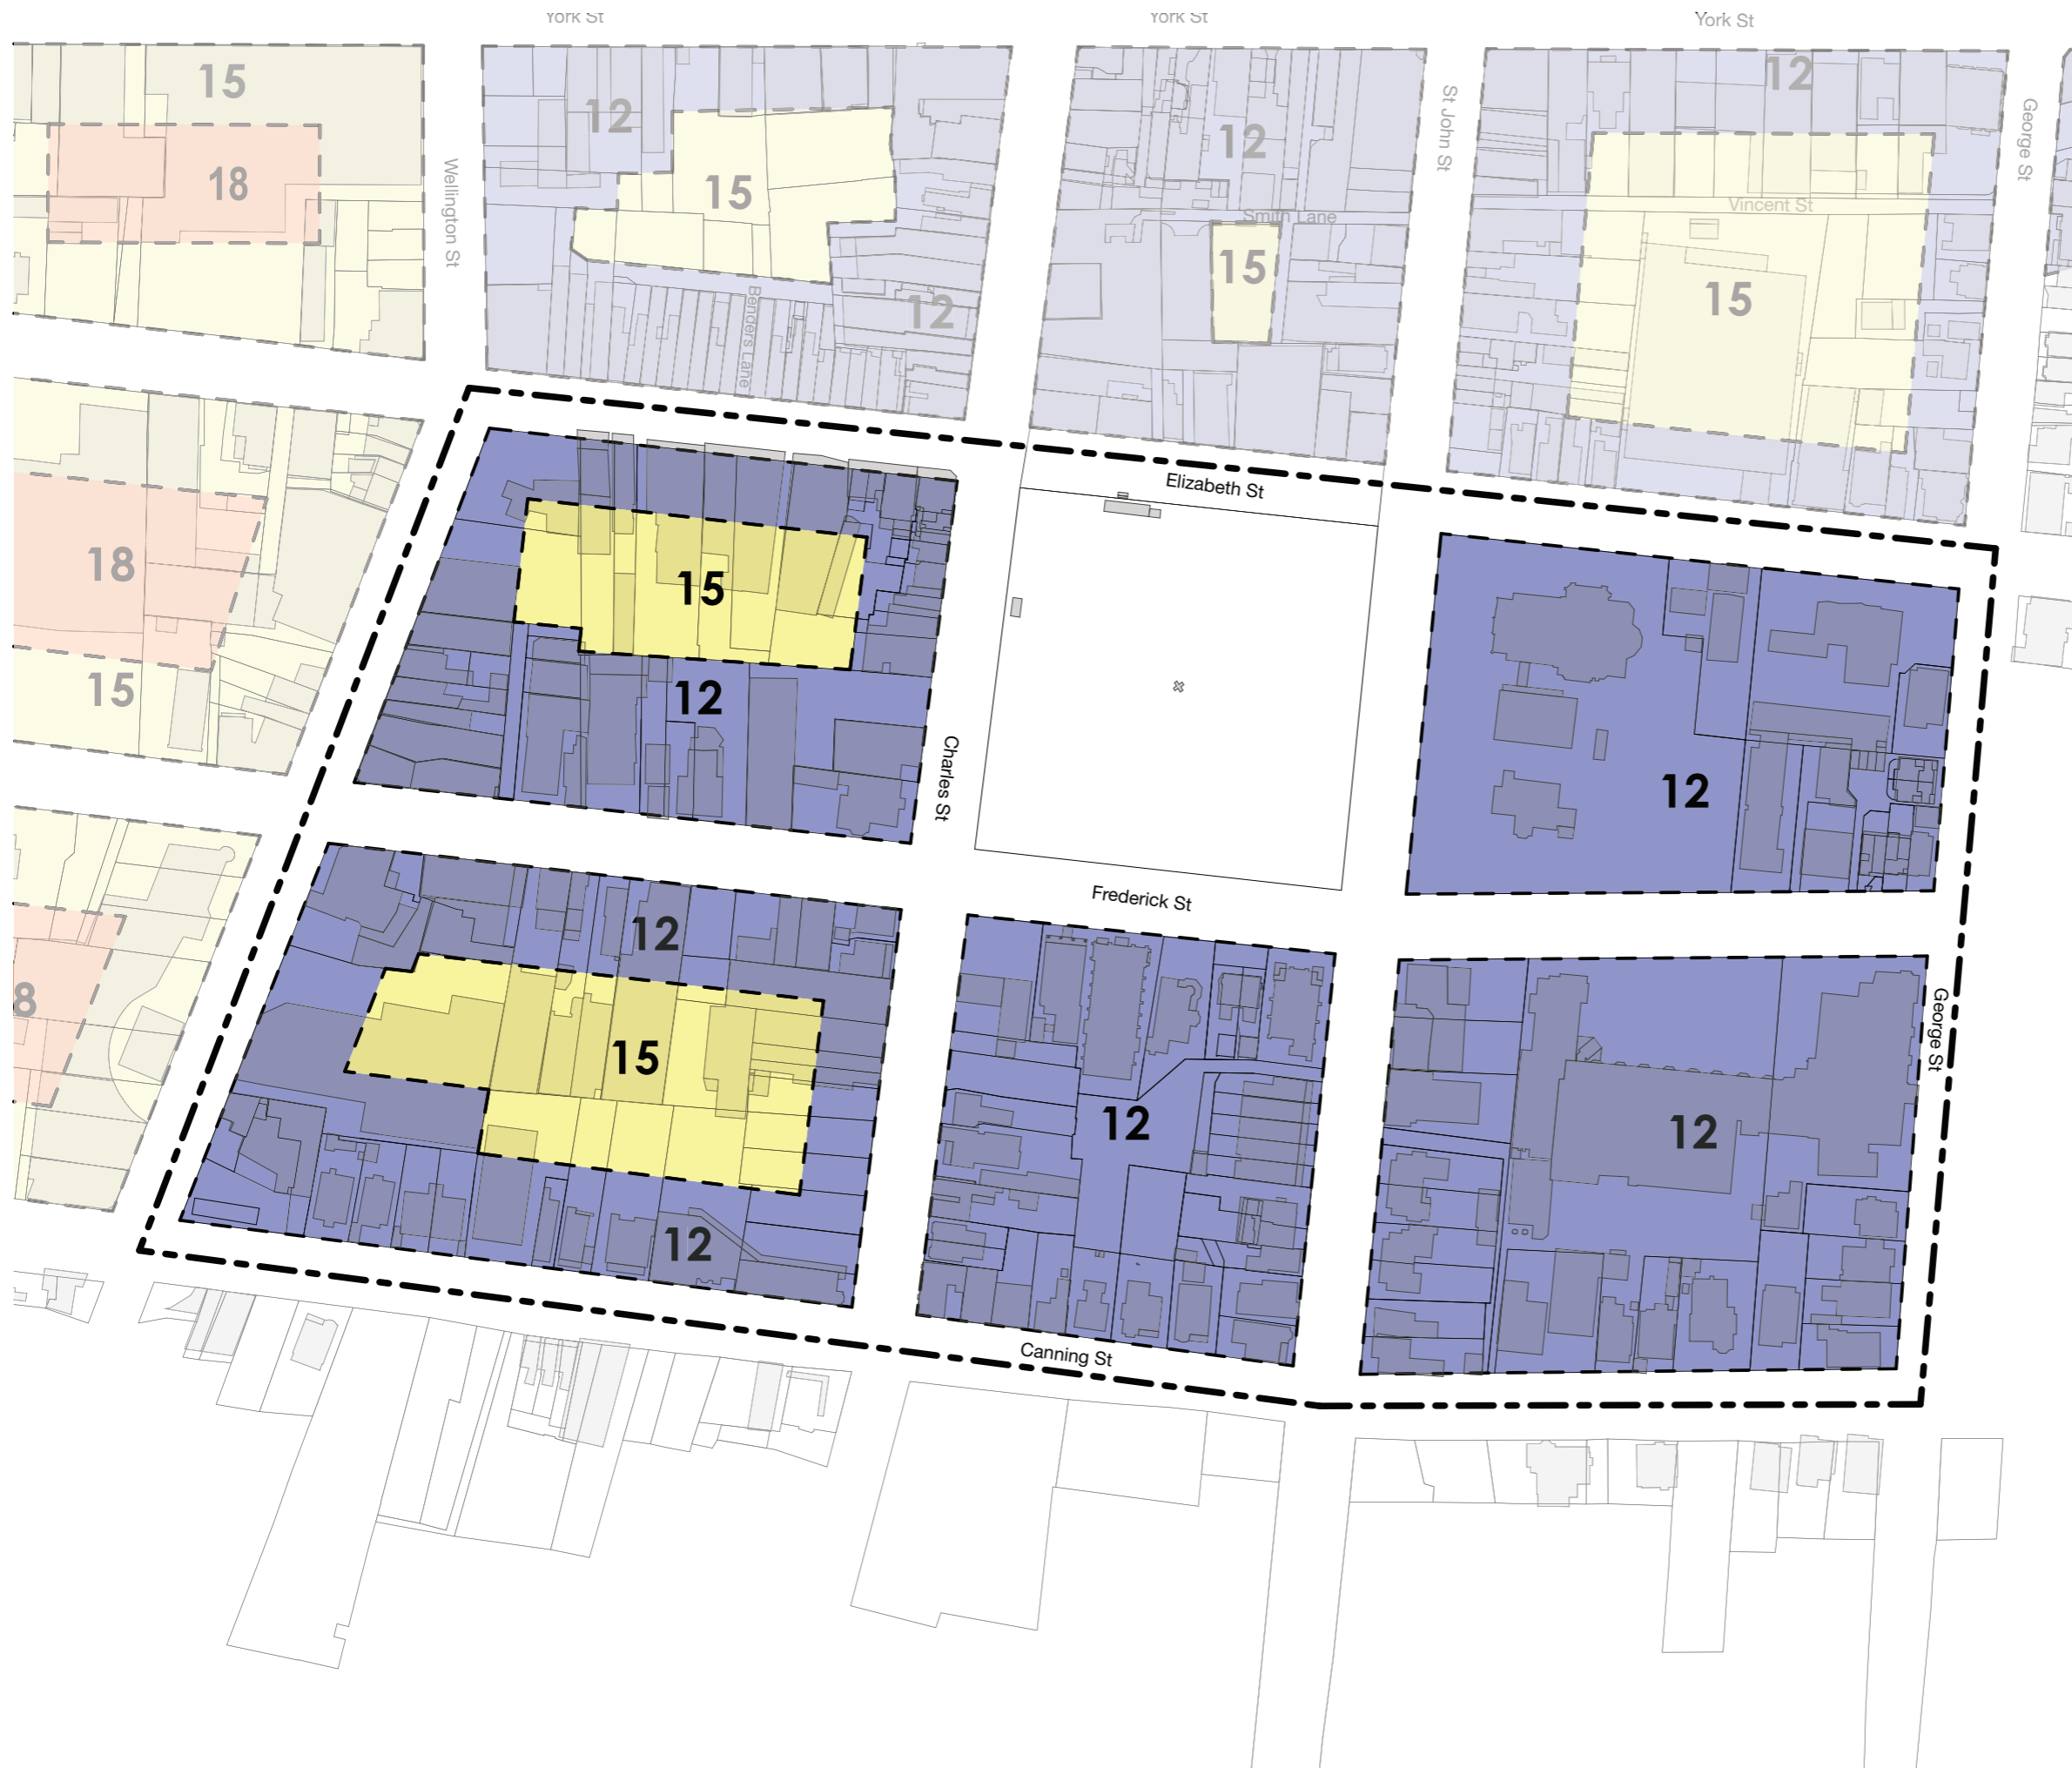 York St
York St
York St
15
12
12
12
18
15
Wellington St
St John St
George St
Smith Lane
Vincent St
15
15
12
Benders Lane
Elizabeth St
18
15
15
12
12
Charles St
Frederick St
12
8
15
12
12
George St
12
Canning St